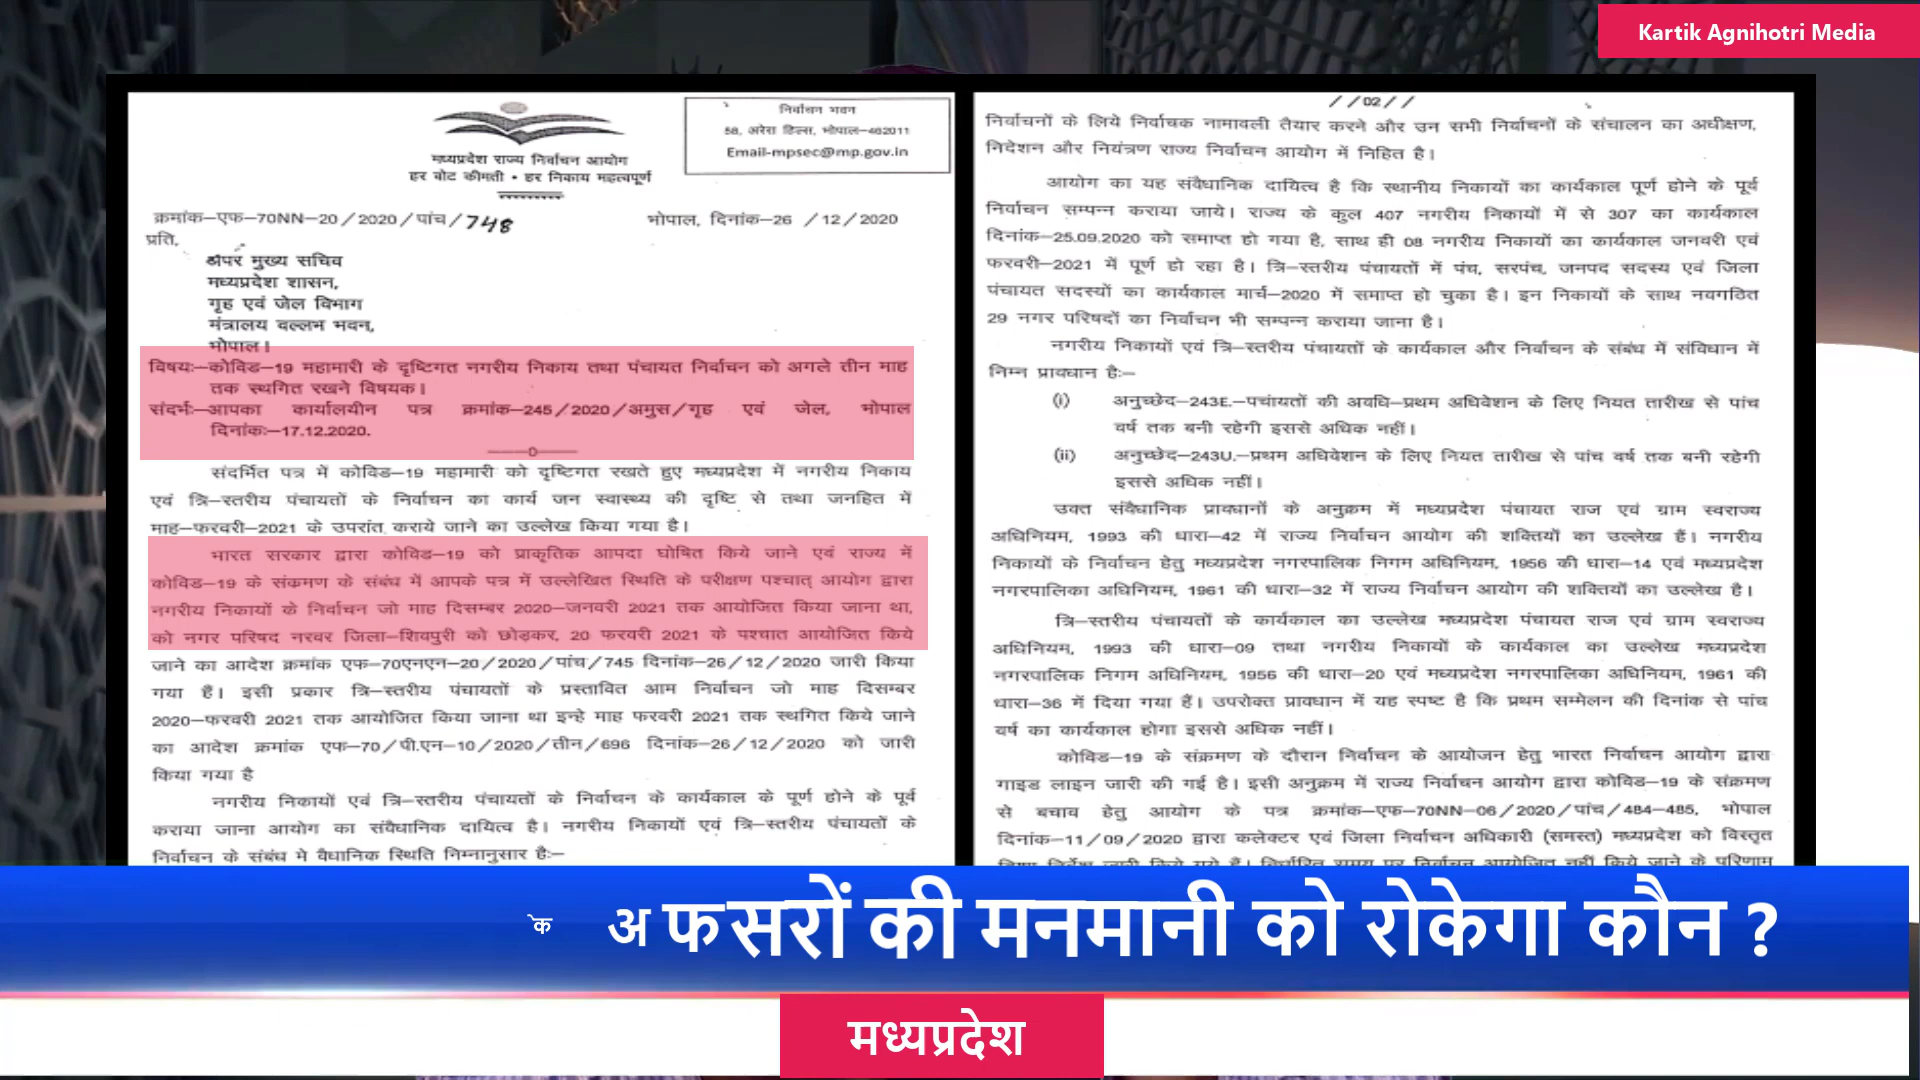 Kartik Agnihotri Media
निर्वाचन भवन
58, अरेरा हिल्स, भोपाल–462011
Email-mpsec@mp.gov.in
मध्यप्रदेश राज्य निर्वाचन आयोग
हर वोट कीमती • हर निकाय महत्वपूर्ण
क्रमांक–एफ–70NN–20/2020/पांच/748 भोपाल, दिनांक–26 /12/2020
प्रति,
अपर मुख्य सचिव
मध्यप्रदेश शासन,
गृह एवं जेल विभाग
मंत्रालय वल्लभ भवन,
भोपाल।
विषयः–कोविड–19 महामारी के दृष्टिगत नगरीय निकाय तथा पंचायत निर्वाचन को अगले तीन माह
तक स्थगित रखने विषयक।
संदर्भः–आपका कार्यालयीन पत्र क्रमांक–245/2020/अमुस/गृह एवं जेल, भोपाल
दिनांकः–17.12.2020.
——0——
संदर्भित पत्र में कोविड–19 महामारी को दृष्टिगत रखते हुए मध्यप्रदेश में नगरीय निकाय
एवं त्रि–स्तरीय पंचायतों के निर्वाचन का कार्य जन स्वास्थ्य की दृष्टि से तथा जनहित में
माह–फरवरी–2021 के उपरांत कराये जाने का उल्लेख किया गया है।
भारत सरकार द्वारा कोविड–19 को प्राकृतिक आपदा घोषित किये जाने एवं राज्य में
कोविड–19 के संक्रमण के संबंध में आपके पत्र में उल्लेखित स्थिति के परीक्षण पश्चात् आयोग द्वारा
नगरीय निकायों के निर्वाचन जो माह दिसम्बर 2020–जनवरी 2021 तक आयोजित किया जाना था,
को नगर परिषद नरवर जिला–शिवपुरी को छोड़कर, 20 फरवरी 2021 के पश्चात आयोजित किये
जाने का आदेश क्रमांक एफ–70एनएन–20/2020/पांच/745 दिनांक–26/12/2020 जारी किया
गया है। इसी प्रकार त्रि–स्तरीय पंचायतों के प्रस्तावित आम निर्वाचन जो माह दिसम्बर
2020–फरवरी 2021 तक आयोजित किया जाना था इन्हे माह फरवरी 2021 तक स्थगित किये जाने
का आदेश क्रमांक एफ–70/पी.एन–10/2020/तीन/696 दिनांक–26/12/2020 को जारी
किया गया है
नगरीय निकायों एवं त्रि–स्तरीय पंचायतों के निर्वाचन के कार्यकाल के पूर्ण होने के पूर्व
कराया जाना आयोग का संवैधानिक दायित्व है। नगरीय निकायों एवं त्रि–स्तरीय पंचायतों के
निर्वाचन के संबंध मे वैधानिक स्थिति निम्नानुसार हैः–
//02//
निर्वाचनों के लिये निर्वाचक नामावली तैयार करने और उन सभी निर्वाचनों के संचालन का अधीक्षण,
निदेशन और नियंत्रण राज्य निर्वाचन आयोग में निहित है।
आयोग का यह संवैधानिक दायित्व है कि स्थानीय निकायों का कार्यकाल पूर्ण होने के पूर्व
निर्वाचन सम्पन्न कराया जाये। राज्य के कुल 407 नगरीय निकायों में से 307 का कार्यकाल
दिनांक–25.09.2020 को समाप्त हो गया है, साथ ही 08 नगरीय निकायों का कार्यकाल जनवरी एवं
फरवरी–2021 में पूर्ण हो रहा है। त्रि–स्तरीय पंचायतों में पंच, सरपंच, जनपद सदस्य एवं जिला
पंचायत सदस्यों का कार्यकाल मार्च–2020 में समाप्त हो चुका है। इन निकायों के साथ नवगठित
29 नगर परिषदों का निर्वाचन भी सम्पन्न कराया जाना है।
नगरीय निकायों एवं त्रि–स्तरीय पंचायतों के कार्यकाल और निर्वाचन के संबंध में संविधान में
निम्न प्रावधान हैः–
(i) अनुच्छेद–243E.–पचांयतों की अवधि–प्रथम अधिवेशन के लिए नियत तारीख से पांच
वर्ष तक बनी रहेगी इससे अधिक नहीं।
(ii) अनुच्छेद–243U.–प्रथम अधिवेशन के लिए नियत तारीख से पांच वर्ष तक बनी रहेगी
इससे अधिक नहीं।
उक्त संवैधानिक प्रावधानों के अनुक्रम में मध्यप्रदेश पंचायत राज एवं ग्राम स्वराज्य
अधिनियम, 1993 की धारा–42 में राज्य निर्वाचन आयोग की शक्तियों का उल्लेख हैं। नगरीय
निकायों के निर्वाचन हेतु मध्यप्रदेश नगरपालिक निगम अधिनियम, 1956 की धारा–14 एवं मध्यप्रदेश
नगरपालिका अधिनियम, 1961 की धारा–32 में राज्य निर्वाचन आयोग की शक्तियों का उल्लेख है।
त्रि–स्तरीय पंचायतों के कार्यकाल का उल्लेख मध्यप्रदेश पंचायत राज एवं ग्राम स्वराज्य
अधिनियम, 1993 की धारा–09 तथा नगरीय निकायों के कार्यकाल का उल्लेख मध्यप्रदेश
नगरपालिक निगम अधिनियम, 1956 की धारा–20 एवं मध्यप्रदेश नगरपालिका अधिनियम, 1961 की
धारा–36 में दिया गया हैं। उपरोक्त प्रावधान में यह स्पष्ट है कि प्रथम सम्मेलन की दिनांक से पांच
वर्ष का कार्यकाल होगा इससे अधिक नहीं।
कोविड–19 के संक्रमण के दौरान निर्वाचन के आयोजन हेतु भारत निर्वाचन आयोग द्वारा
गाइड लाइन जारी की गई है। इसी अनुक्रम में राज्य निर्वाचन आयोग द्वारा कोविड–19 के संक्रमण
से बचाव हेतु आयोग के पत्र क्रमांक–एफ–70NN–06/2020/पांच/484–485, भोपाल
दिनांक–11/09/2020 द्वारा कलेक्टर एवं जिला निर्वाचन अधिकारी (समस्त) मध्यप्रदेश को विस्तृत
दिशा निर्देश जारी किये गये हैं। निर्धारित समय पर निर्वाचन आयोजित नहीं किये जाने के परिणाम
के अफसरों की मनमानी को रोकेगा कौन ?
मध्यप्रदेश